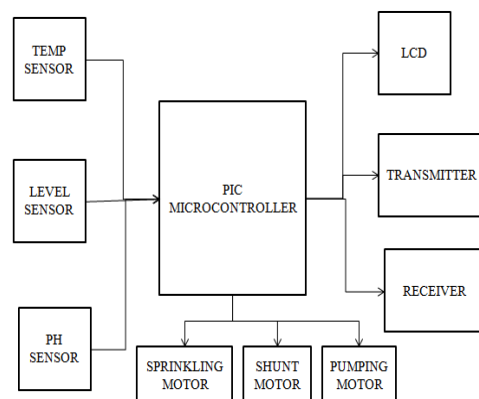 TEMP
SENSOR
LCD
LEVEL
SENSOR
PIC
MICROCONTROLLER
TRANSMITTER
PH
SENSOR
RECEIVER
SPRINKLING
MOTOR
SHUNT
MOTOR
PUMPING
MOTOR